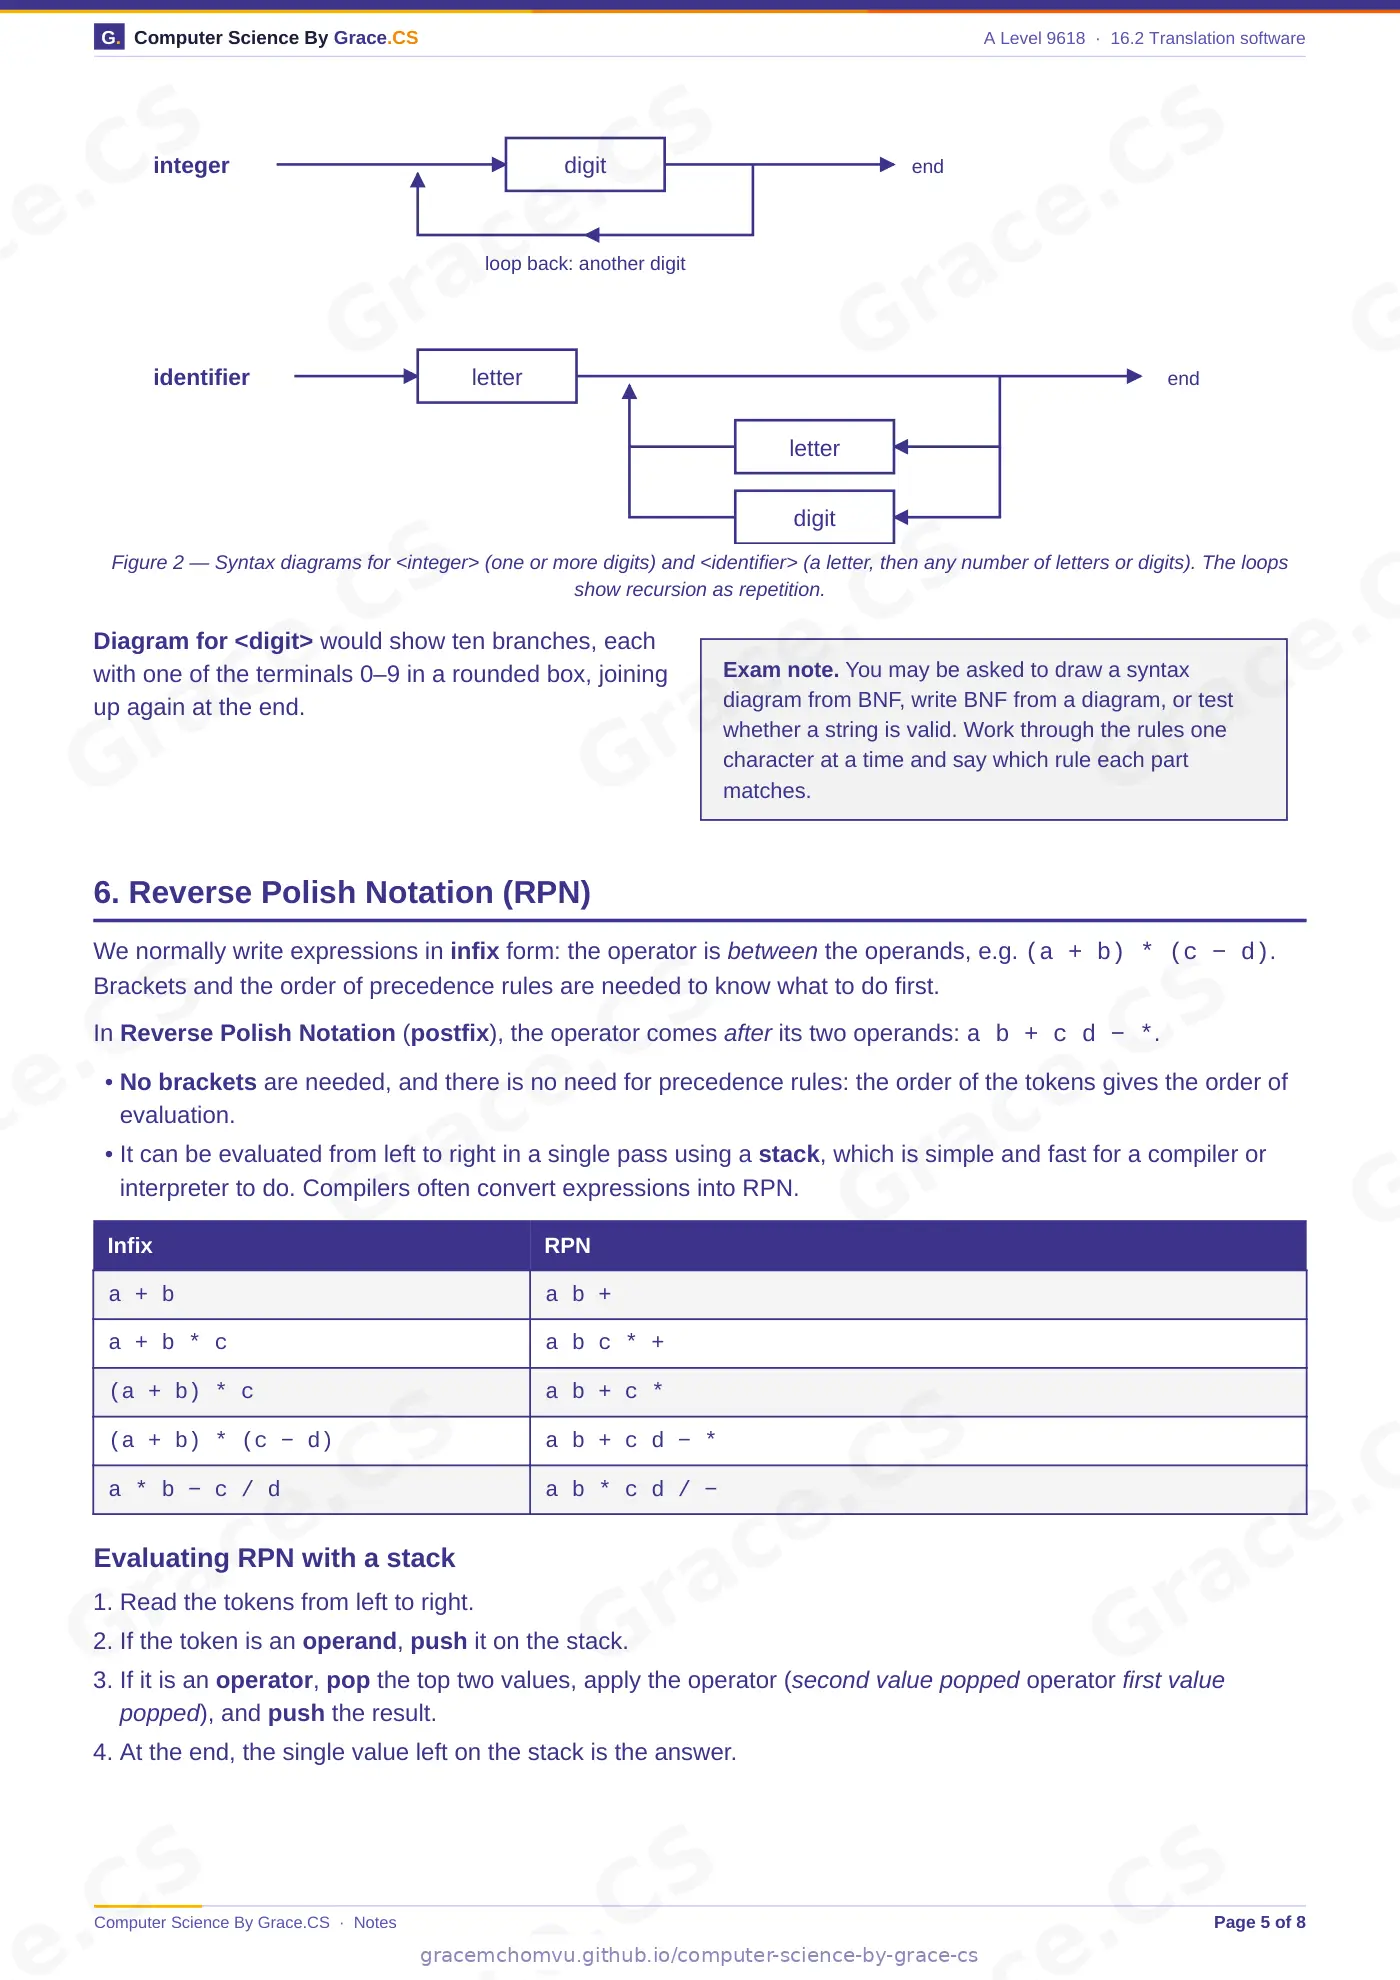 G. Computer Science By Grace.CS
A Level 9618 · 16.2 Translation software
integer
digit
end
loop back: another digit
identifier
letter
end
letter
digit
Figure 2 — Syntax diagrams for <integer> (one or more digits) and <identifier> (a letter, then any number of letters or digits). The loops
show recursion as repetition.
Diagram for <digit> would show ten branches, each
with one of the terminals 0–9 in a rounded box, joining
up again at the end.
Exam note. You may be asked to draw a syntax
diagram from BNF, write BNF from a diagram, or test
whether a string is valid. Work through the rules one
character at a time and say which rule each part
matches.
6. Reverse Polish Notation (RPN)
We normally write expressions in infix form: the operator is between the operands, e.g. (a + b) * (c − d).
Brackets and the order of precedence rules are needed to know what to do first.
In Reverse Polish Notation (postfix), the operator comes after its two operands: a b + c d − *.
• No brackets are needed, and there is no need for precedence rules: the order of the tokens gives the order of
evaluation.
• It can be evaluated from left to right in a single pass using a stack, which is simple and fast for a compiler or
interpreter to do. Compilers often convert expressions into RPN.
Infix RPN
a + b a b +
a + b * c a b c * +
(a + b) * c a b + c *
(a + b) * (c − d) a b + c d − *
a * b − c / d a b * c d / −
Evaluating RPN with a stack
1. Read the tokens from left to right.
2. If the token is an operand, push it on the stack.
3. If it is an operator, pop the top two values, apply the operator (second value popped operator first value
popped), and push the result.
4. At the end, the single value left on the stack is the answer.
Computer Science By Grace.CS · Notes
Page 5 of 8
gracemchomvu.github.io/computer-science-by-grace-cs